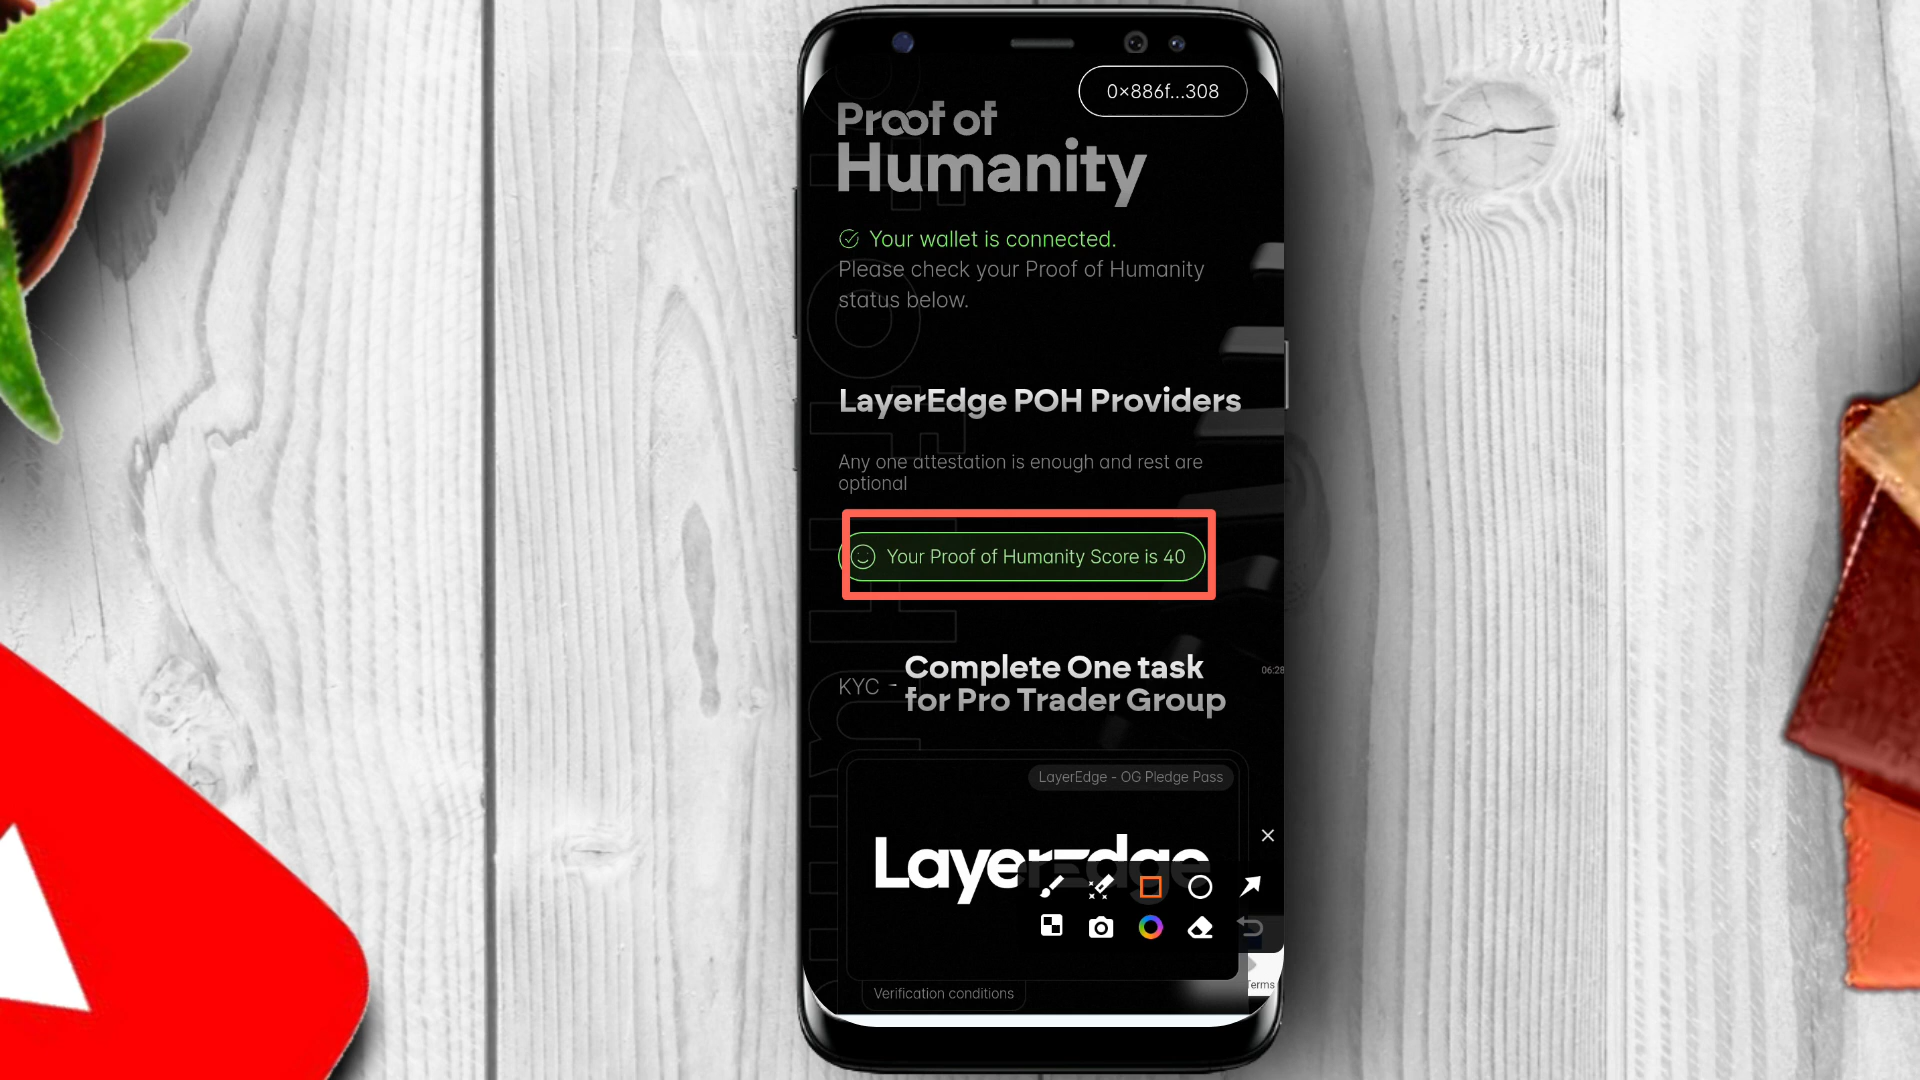 0×886f...308
Proof of
Humanity
Your wallet is connected.
Please check your Proof of Humanity
status below.
LayerEdge POH Providers
Any one attestation is enough and rest are
optional
Your Proof of Humanity Score is 40
06:28
KYC -
Complete One task
for Pro Trader Group
LayerEdge - OG Pledge Pass
LayerEdge
Terms
Verification conditions